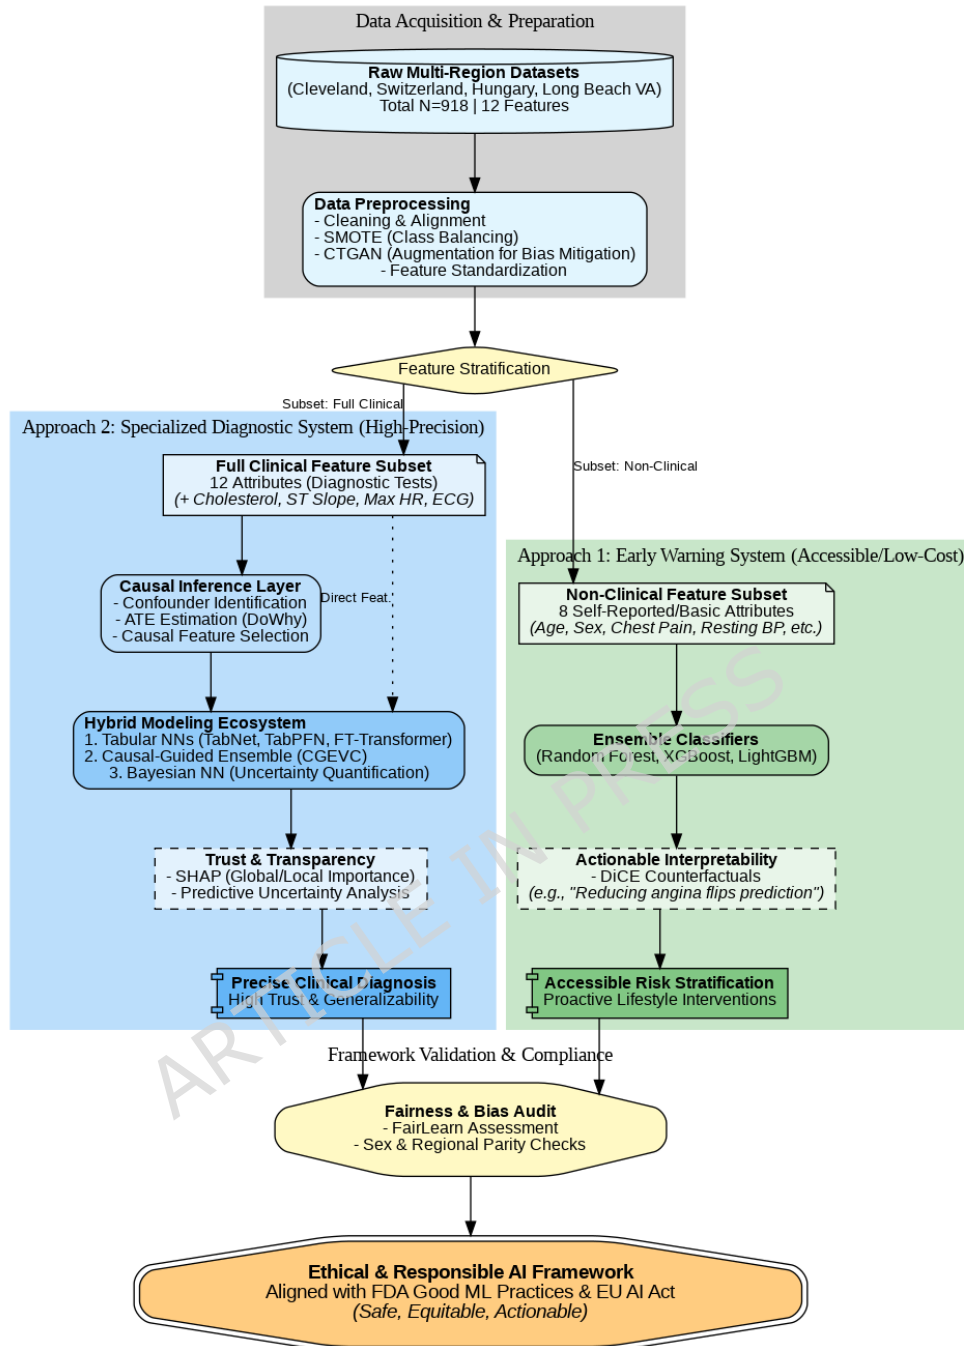 Data Acquisition & Preparation
Raw Multi-Region Datasets
(Cleveland, Switzerland, Hungary, Long Beach VA)
Total N=918 | 12 Features
Data Preprocessing
- Cleaning & Alignment
- SMOTE (Class Balancing)
- CTGAN (Augmentation for Bias Mitigation)
- Feature Standardization
Feature Stratification
Subset: Full Clinical
Subset: Non-Clinical
Approach 2: Specialized Diagnostic System (High-Precision)
Full Clinical Feature Subset
12 Attributes (Diagnostic Tests)
(+ Cholesterol, ST Slope, Max HR, ECG)
Causal Inference Layer
- Confounder Identification
- ATE Estimation (DoWhy)
- Causal Feature Selection
Direct Feat.
Hybrid Modeling Ecosystem
1. Tabular NNs (TabNet, TabPFN, FT-Transformer)
2. Causal-Guided Ensemble (CGEVC)
3. Bayesian NN (Uncertainty Quantification)
Trust & Transparency
- SHAP (Global/Local Importance)
- Predictive Uncertainty Analysis
Precise Clinical Diagnosis
High Trust & Generalizability
Approach 1: Early Warning System (Accessible/Low-Cost)
Non-Clinical Feature Subset
8 Self-Reported/Basic Attributes
(Age, Sex, Chest Pain, Resting BP, etc.)
Ensemble Classifiers
(Random Forest, XGBoost, LightGBM)
Actionable Interpretability
- DiCE Counterfactuals
(e.g., "Reducing angina flips prediction")
Accessible Risk Stratification
Proactive Lifestyle Interventions
Framework Validation & Compliance
Fairness & Bias Audit
- FairLearn Assessment
- Sex & Regional Parity Checks
Ethical & Responsible AI Framework
Aligned with FDA Good ML Practices & EU AI Act
(Safe, Equitable, Actionable)
ARTICLE IN PRESS